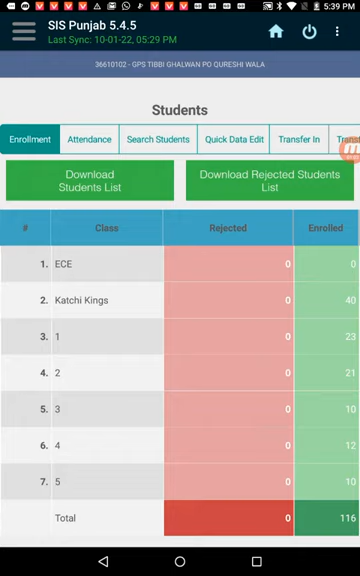 5:39 PM
SIS Punjab 5.4.5
Last Sync: 10-01-22, 05:29 PM
36610102 - GPS TIBBI GHALWAN PO QURESHI WALA
Students
Enrollment Attendance Search Students Quick Data Edit Transfer In
Download Students List Download Rejected Students List
# Class Rejected Enrolled
1. ECE 0 0
2. Katchi Kings 0 40
3. 1 0 23
4. 2 0 21
5. 3 0 10
6. 4 0 12
7. 5 0 10
Total 0 116